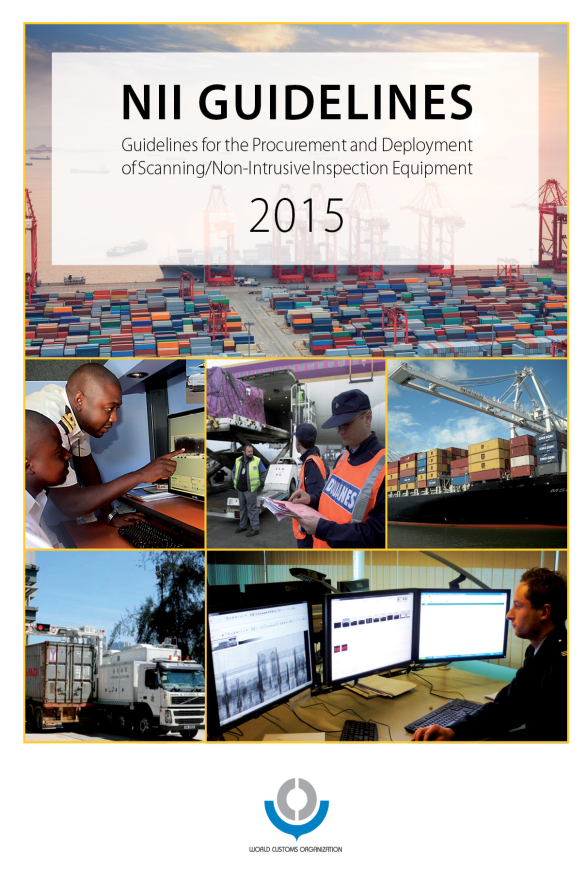 NII GUIDELINES
Guidelines for the Procurement and Deployment
of Scanning/Non-Intrusive Inspection Equipment
2015
DOUANES
WORLD CUSTOMS ORGANIZATION